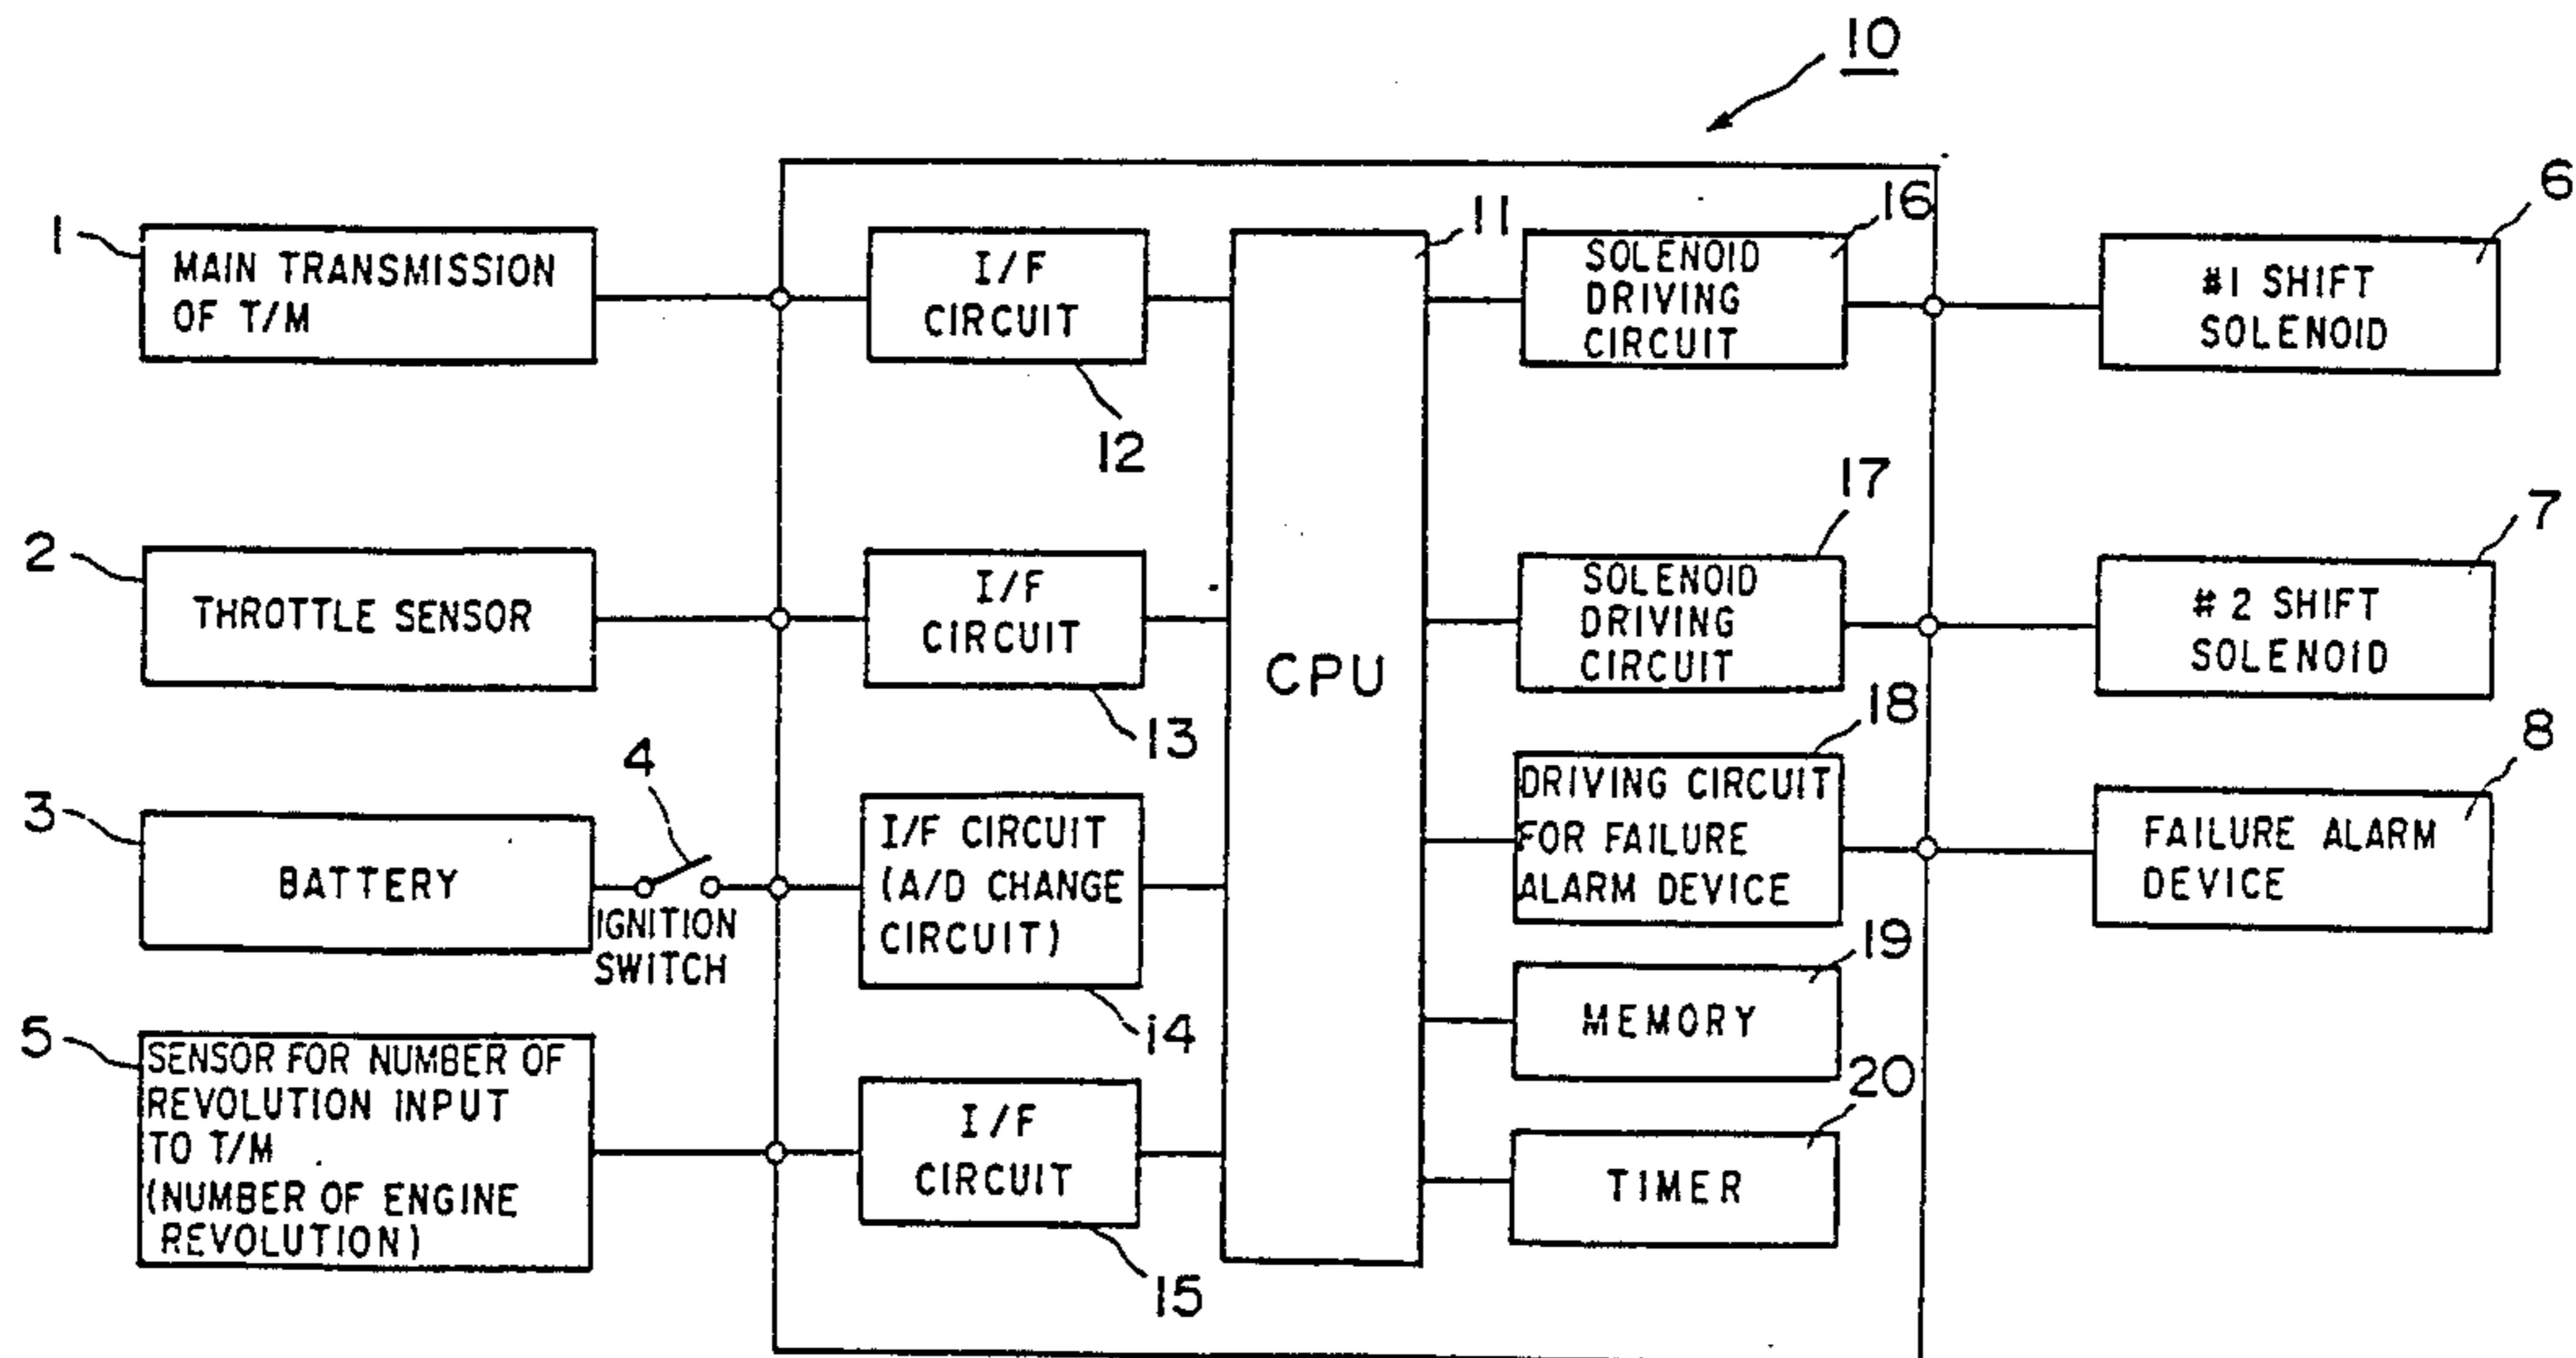 10
1
MAIN TRANSMISSION
OF T/M
I/F
CIRCUIT
12
11
CPU
16
SOLENOID
DRIVING
CIRCUIT
6
#1 SHIFT
SOLENOID
2
THROTTLE SENSOR
I/F
CIRCUIT
13
17
SOLENOID
DRIVING
CIRCUIT
7
#2 SHIFT
SOLENOID
3
BATTERY
4
IGNITION
SWITCH
I/F CIRCUIT
(A/D CHANGE
CIRCUIT)
14
18
DRIVING CIRCUIT
FOR FAILURE
ALARM DEVICE
8
FAILURE ALARM
DEVICE
19
MEMORY
5
SENSOR FOR NUMBER OF
REVOLUTION INPUT
TO T/M
(NUMBER OF ENGINE
REVOLUTION)
I/F
CIRCUIT
15
20
TIMER